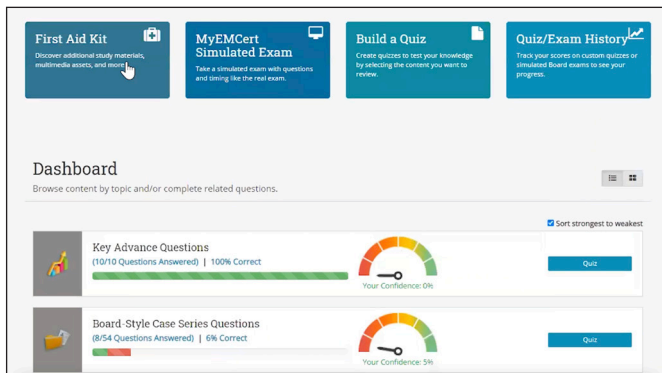 First Aid Kit
Discover additional study materials,
multimedia assets, and more.
MyEMCert
Simulated Exam
Take a simulated exam with questions
and timing like the real exam.
Build a Quiz
Create quizzes to test your knowledge
by selecting the content you want to
review.
Quiz/Exam History
Track your scores on custom quizzes or
simulated Board exams to see your
progress.
Dashboard
Browse content by topic and/or complete related questions.
Sort strongest to weakest
Key Advance Questions
(10/10 Questions Answered) | 100% Correct
Your Confidence: 0%
Quiz
Board-Style Case Series Questions
(8/54 Questions Answered) | 6% Correct
Your Confidence: 5%
Quiz